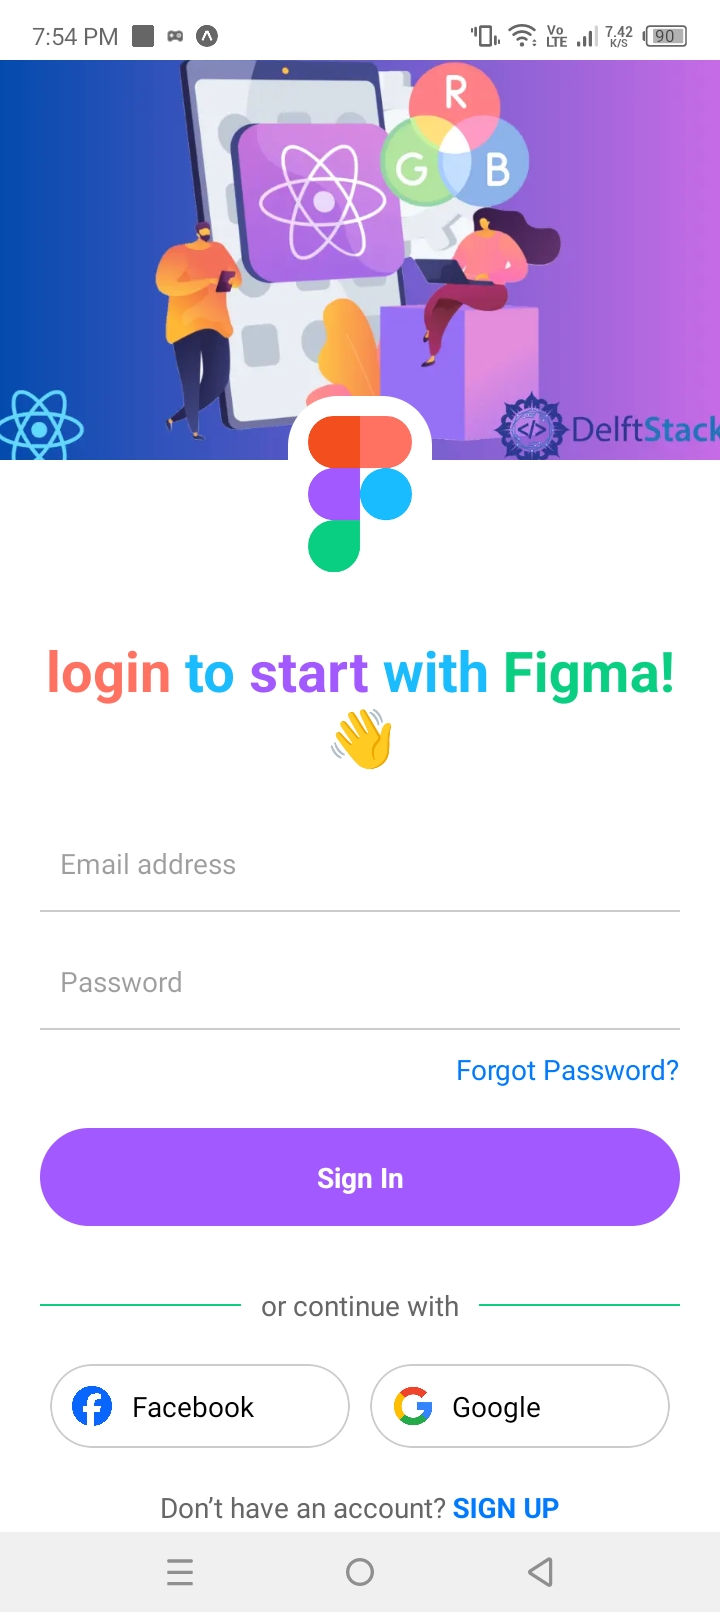 7:54 PM Vo LTE 7.42 K/S 90
R
G B
</>DelftStack
login to start with Figma!
👋
Email address
Password
Forgot Password?
Sign In
or continue with
Facebook Google
Don’t have an account? SIGN UP